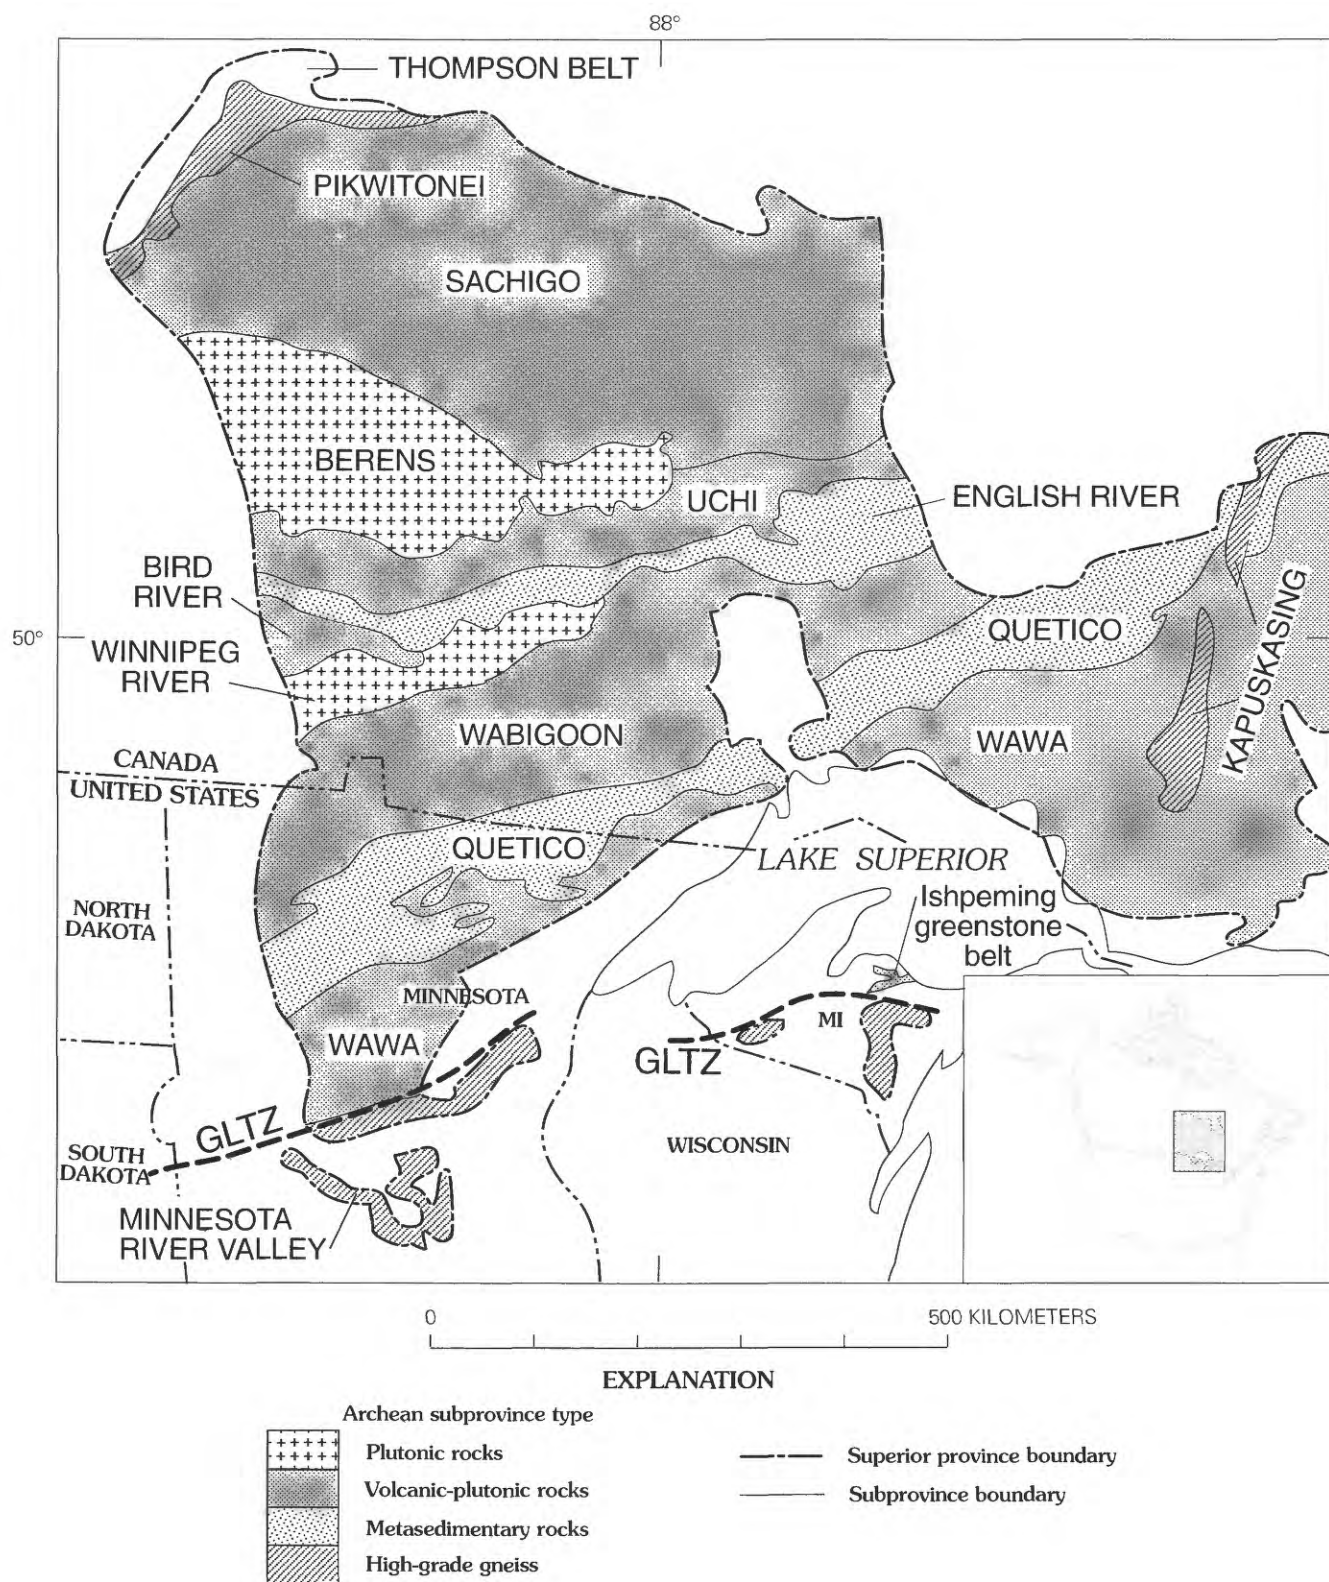 88°
THOMPSON BELT
PIKWITONEI
SACHIGO
BERENS
UCHI
ENGLISH RIVER
BIRD
RIVER
50°
WINNIPEG
RIVER
QUETICO
KAPUSKASING
WABIGOON
WAWA
CANADA
UNITED STATES
QUETICO
LAKE SUPERIOR
NORTH
DAKOTA
Ishpeming
greenstone
belt
MINNESOTA
MI
WAWA
GLTZ
GLTZ
SOUTH
DAKOTA
WISCONSIN
MINNESOTA
RIVER VALLEY
0
500 KILOMETERS
EXPLANATION
Archean subprovince type
Plutonic rocks
Volcanic-plutonic rocks
Metasedimentary rocks
High-grade gneiss
Superior province boundary
Subprovince boundary